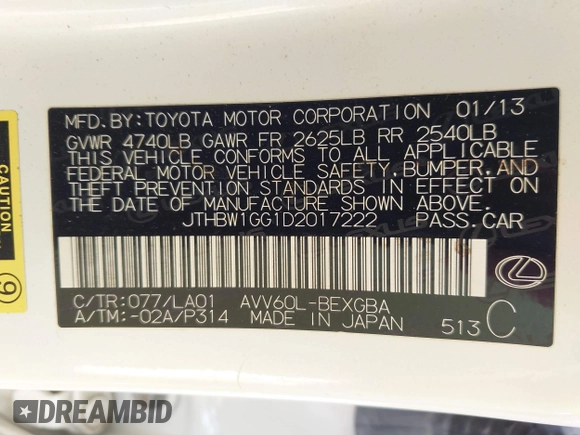 MFD.BY:TOYOTA MOTOR CORPORATION 01/13
GVWR 4740LB GAWR FR 2625LB RR 2540LB
THIS VEHICLE CONFORMS TO ALL APPLICABLE
FEDERAL MOTOR VEHICLE SAFETY,BUMPER,AND
THEFT PREVENTION STANDARDS IN EFFECT ON
THE DATE OF MANUFACTURE SHOWN ABOVE.
JTHBW1GG1D2017222 PASS.CAR
C/TR:077/LA01 AVV60L-BEXGBA
A/TM:-02A/P314 MADE IN JAPAN 513 C
CAUTION
9
DREAMBID